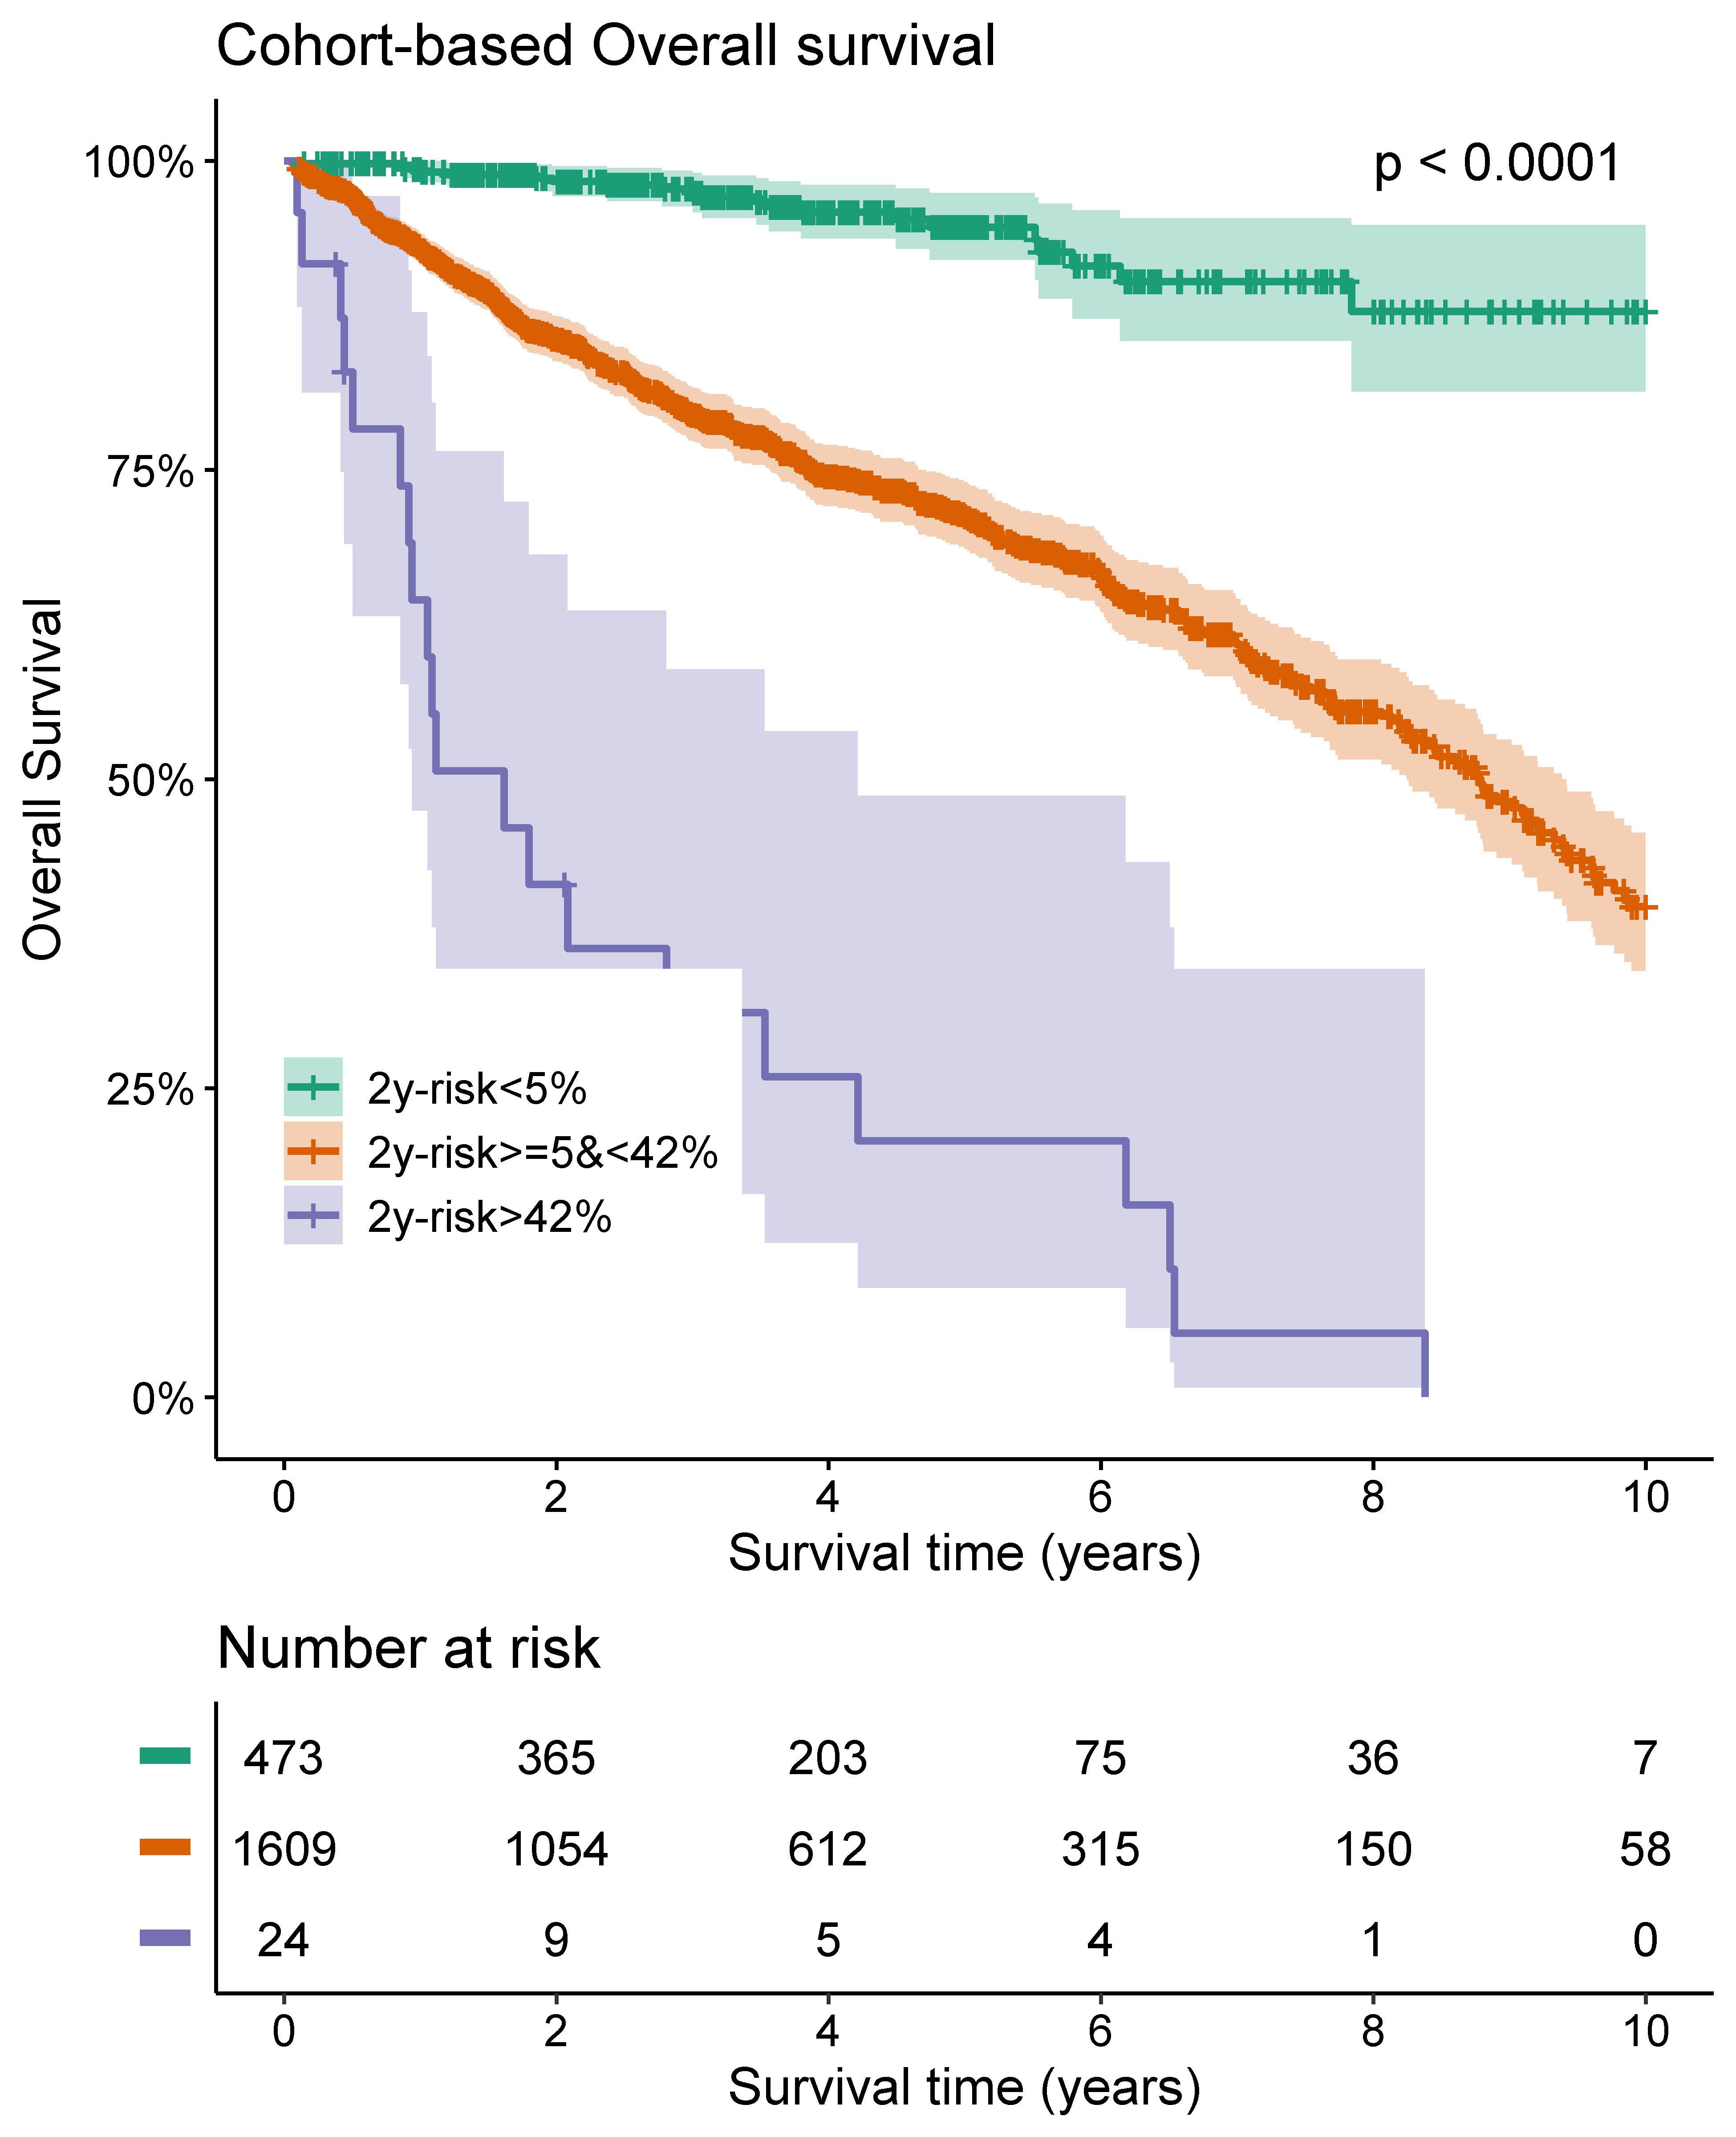 Cohort-based Overall survival
p < 0.0001
100%
75%
50%
25%
0%
Overall Survival
2y-risk<5%
2y-risk>=5&<42%
2y-risk>42%
0 2 4 6 8 10
Survival time (years)
Number at risk
473 365 203 75 36 7
1609 1054 612 315 150 58
24 9 5 4 1 0
0 2 4 6 8 10
Survival time (years)